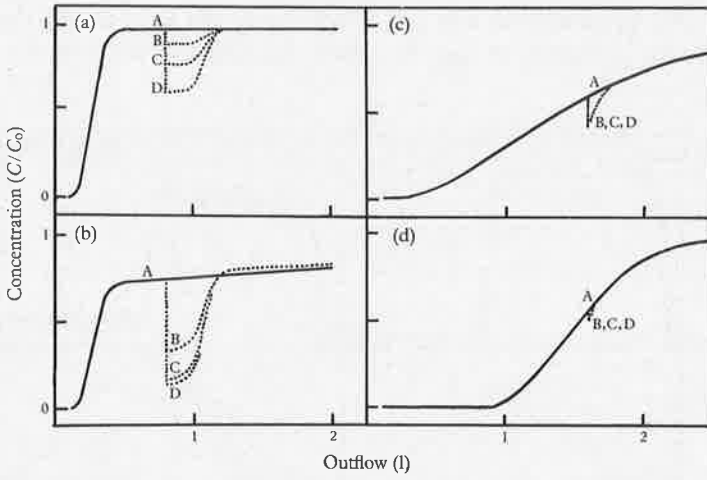 (a)
A
B
C
D
1
0
(c)
A
B, C, D
(b)
A
B
C
D
1
0
1
2
(d)
A
B, C, D
1
2
Concentration (C/C₀)
Outflow (l)